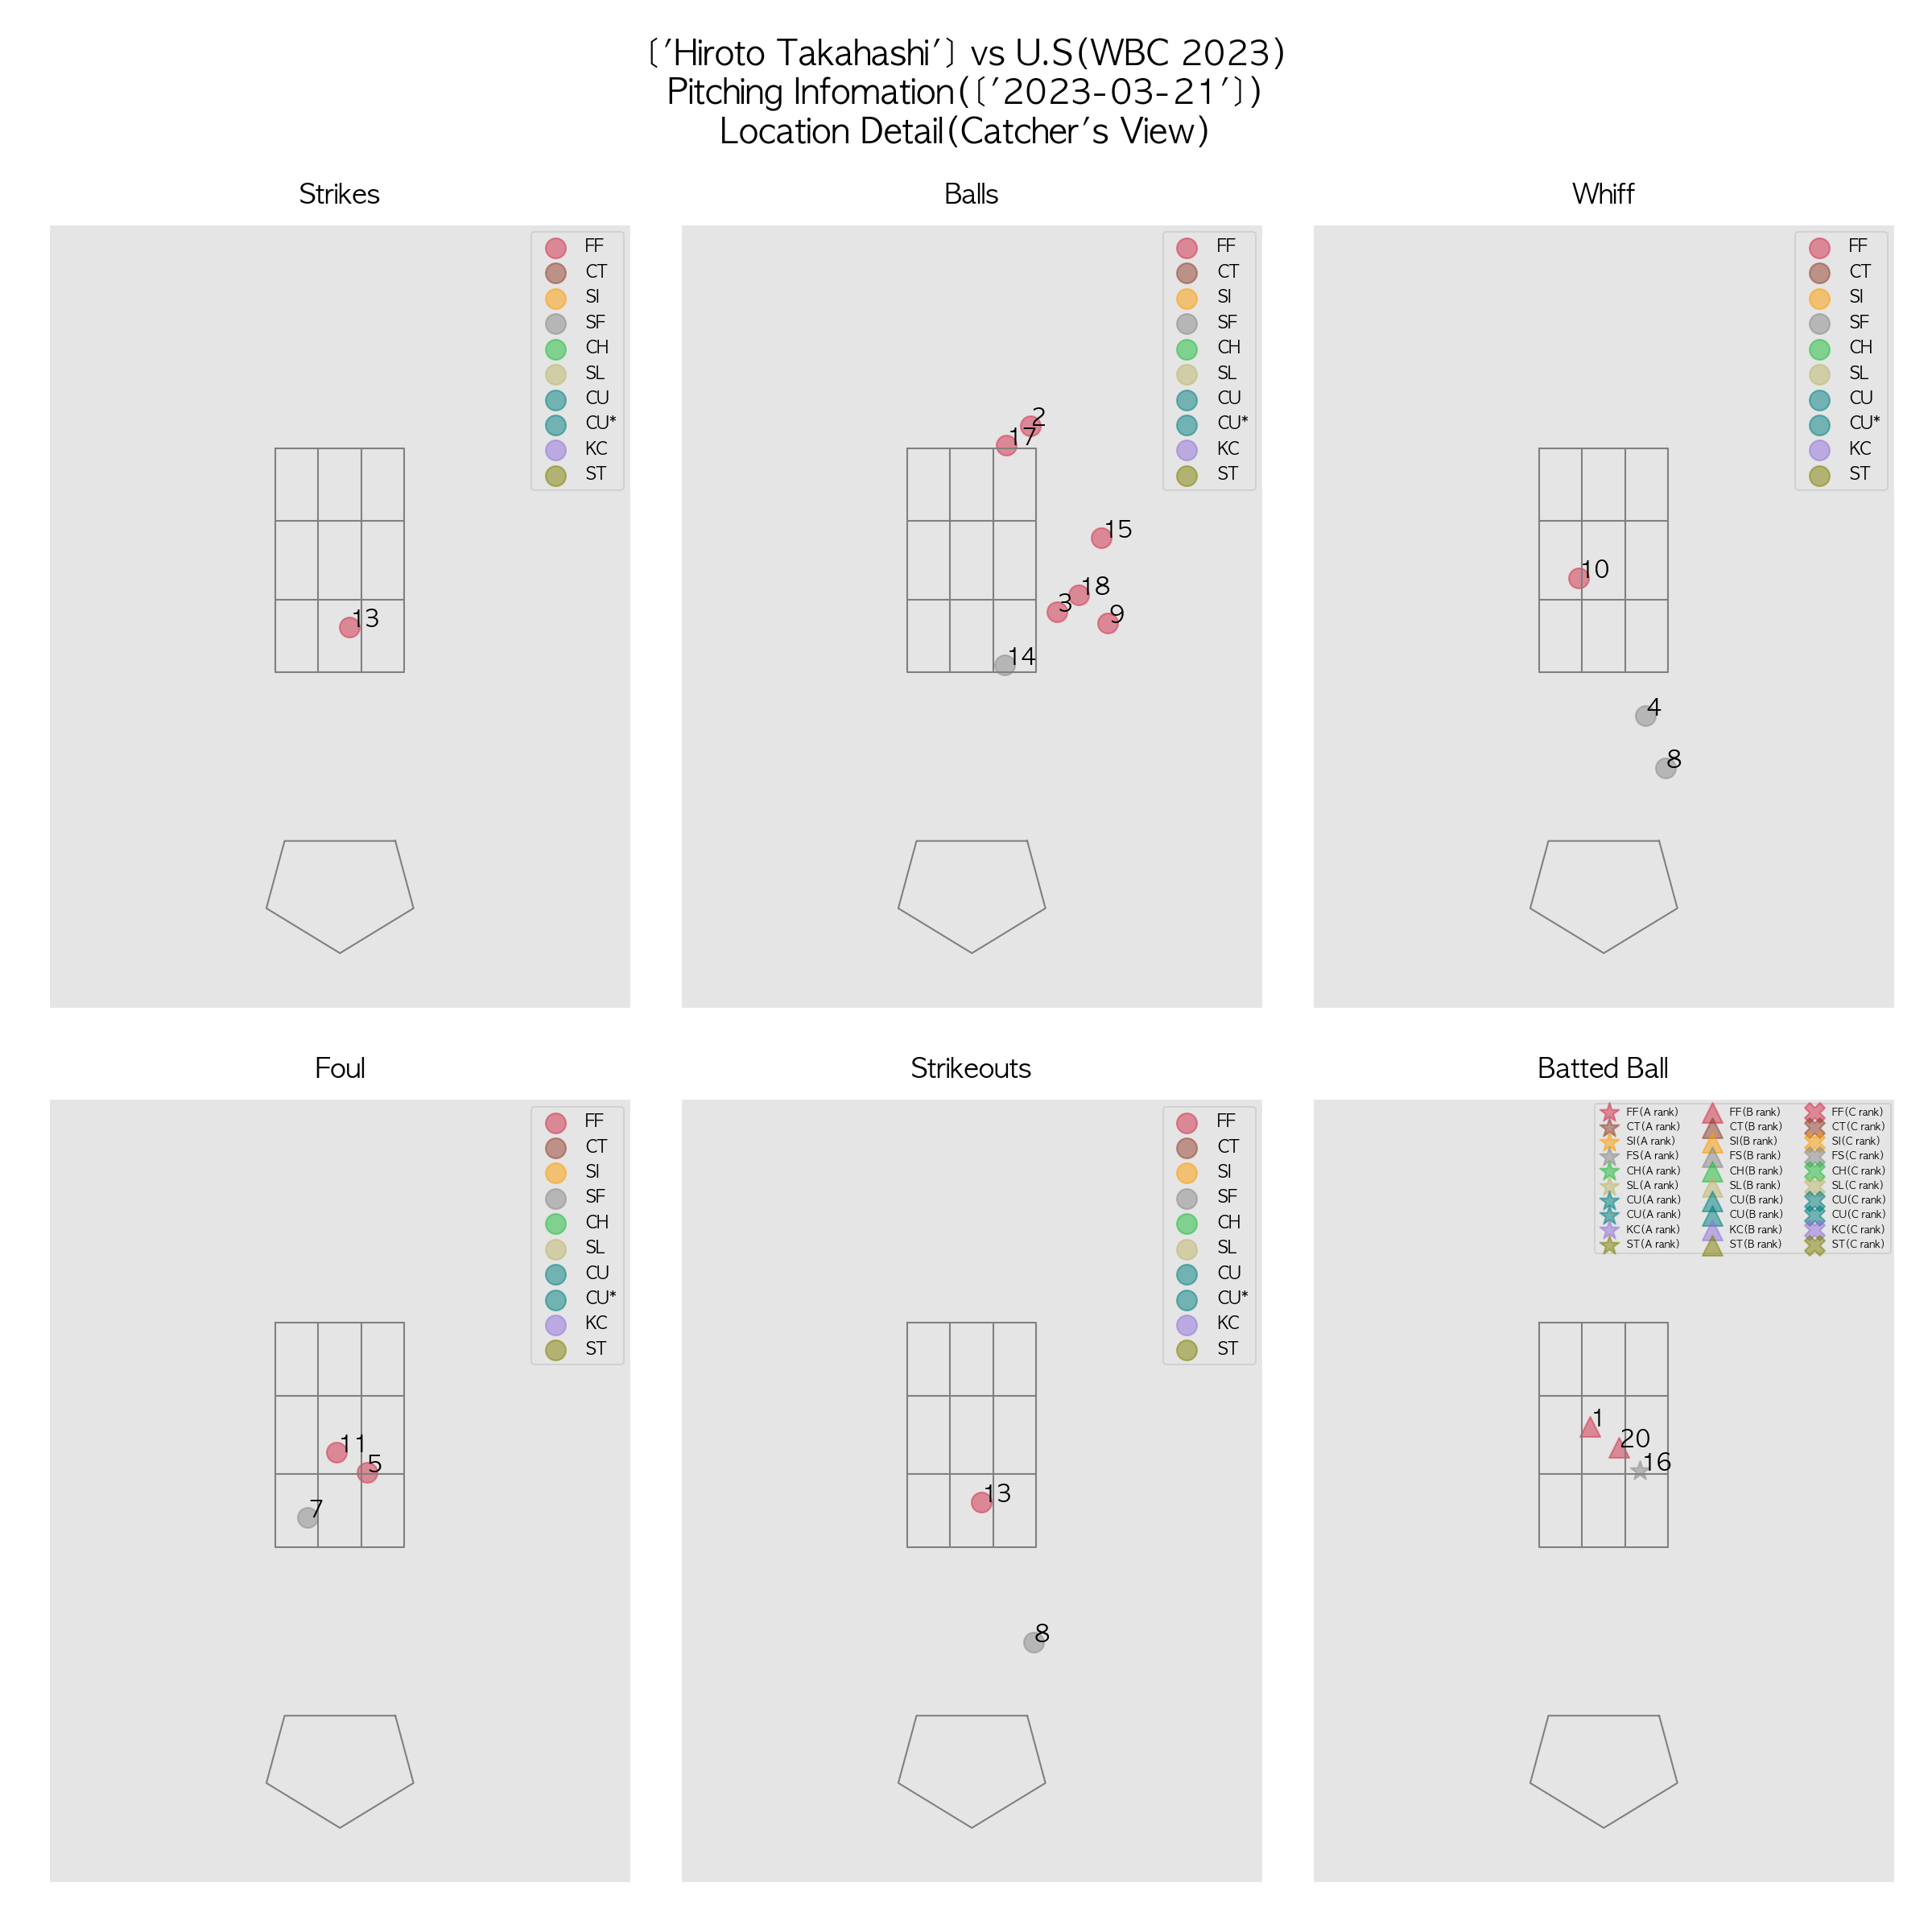 〔′Hiroto Takahashi′〕 vs U.S(WBC 2023)
Pitching Infomation(〔′2023-03-21′〕)
Location Detail(Catcher′s View)
Strikes
FF
CT
SI
SF
CH
SL
CU
CU*
KC
ST
13
Balls
FF
CT
SI
SF
CH
SL
CU
CU*
KC
ST
2
17
15
18
3
9
14
Whiff
FF
CT
SI
SF
CH
SL
CU
CU*
KC
ST
10
4
8
Foul
FF
CT
SI
SF
CH
SL
CU
CU*
KC
ST
11
5
7
Strikeouts
FF
CT
SI
SF
CH
SL
CU
CU*
KC
ST
13
8
Batted Ball
FF(A rank) FF(B rank) FF(C rank)
CT(A rank) CT(B rank) CT(C rank)
SI(A rank) SI(B rank) SI(C rank)
FS(A rank) FS(B rank) FS(C rank)
CH(A rank) CH(B rank) CH(C rank)
SL(A rank) SL(B rank) SL(C rank)
CU(A rank) CU(B rank) CU(C rank)
CU(A rank) CU(B rank) CU(C rank)
KC(A rank) KC(B rank) KC(C rank)
ST(A rank) ST(B rank) ST(C rank)
1
20
16